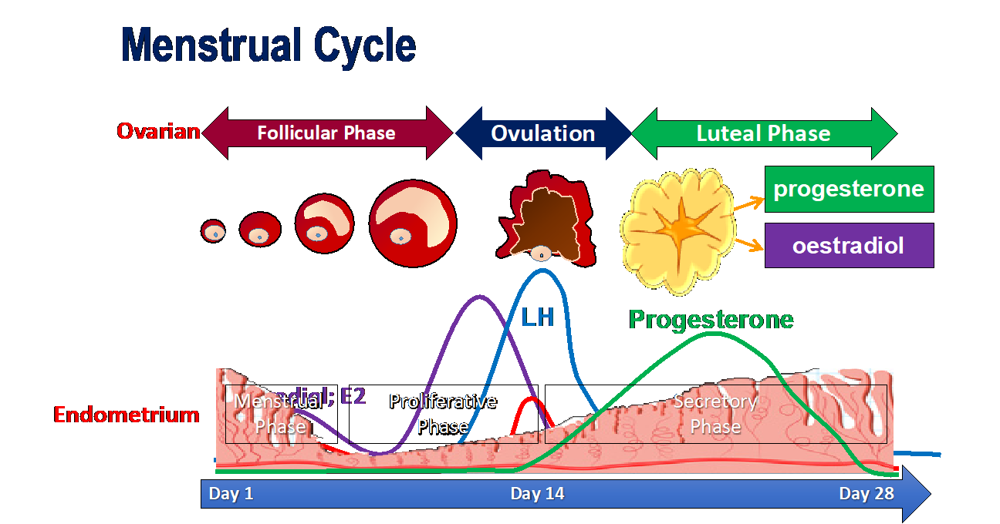 Menstrual Cycle
Ovarian
Follicular Phase
Ovulation
Luteal Phase
progesterone
oestradiol
LH
Progesterone
Endometrium
E2
Menstrual
Phase
Proliferative
Phase
Secretory
Phase
Day 1
Day 14
Day 28